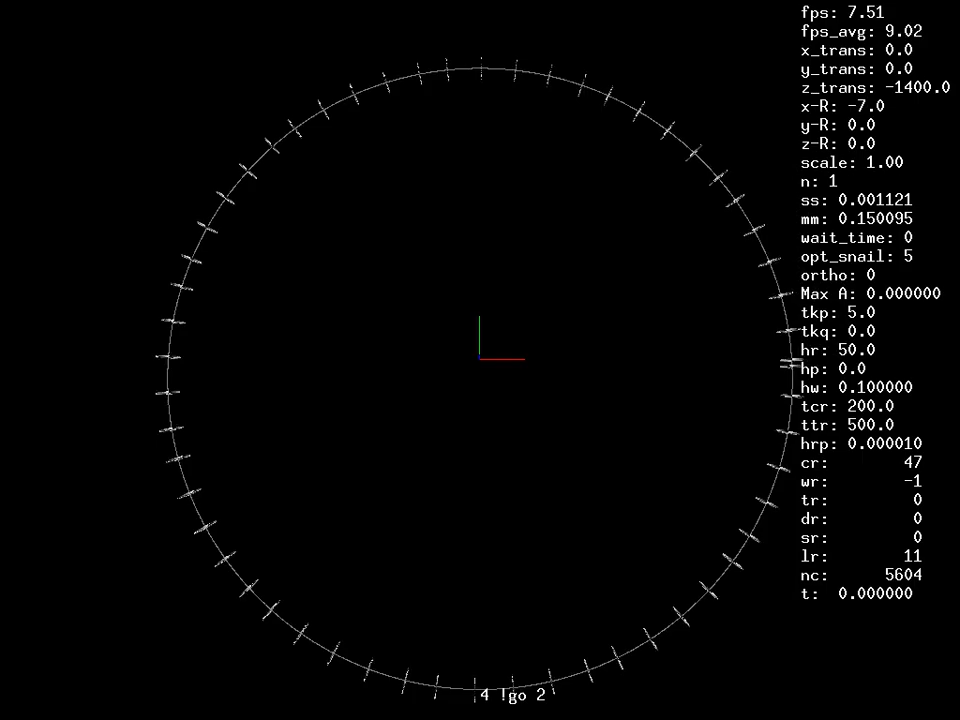 fps: 7.51
fps_avg: 9.02
x_trans: 0.0
y_trans: 0.0
z_trans: -1400.0
x-R: -7.0
y-R: 0.0
z-R: 0.0
scale: 1.00
n: 1
ss: 0.001121
mm: 0.150095
wait_time: 0
opt_snail: 5
ortho: 0
Max A: 0.000000
tkp: 5.0
tkq: 0.0
hr: 50.0
hp: 0.0
hw: 0.100000
tcr: 200.0
ttr: 500.0
hrp: 0.000010
cr: 47
wr: -1
tr: 0
dr: 0
sr: 0
lr: 11
nc: 5604
t: 0.000000
4 !go 2